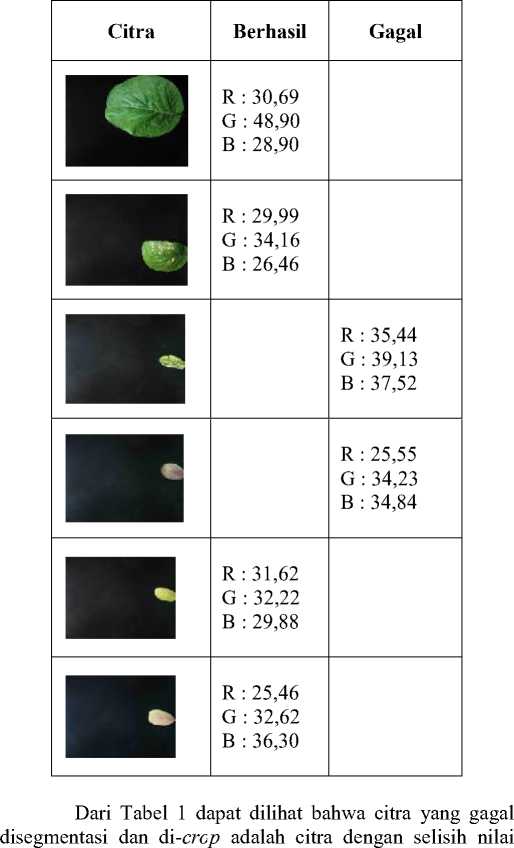 Citra Berhasil Gagal
R : 30,69
G : 48,90
B : 28,90
R : 29,99
G : 34,16
B : 26,46
R : 35,44
G : 39,13
B : 37,52
R : 25,55
G : 34,23
B : 34,84
R : 31,62
G : 32,22
B : 29,88
R : 25,46
G : 32,62
B : 36,30
Dari Tabel 1 dapat dilihat bahwa citra yang gagal
disegmentasi dan di-crop adalah citra dengan selisih nilai